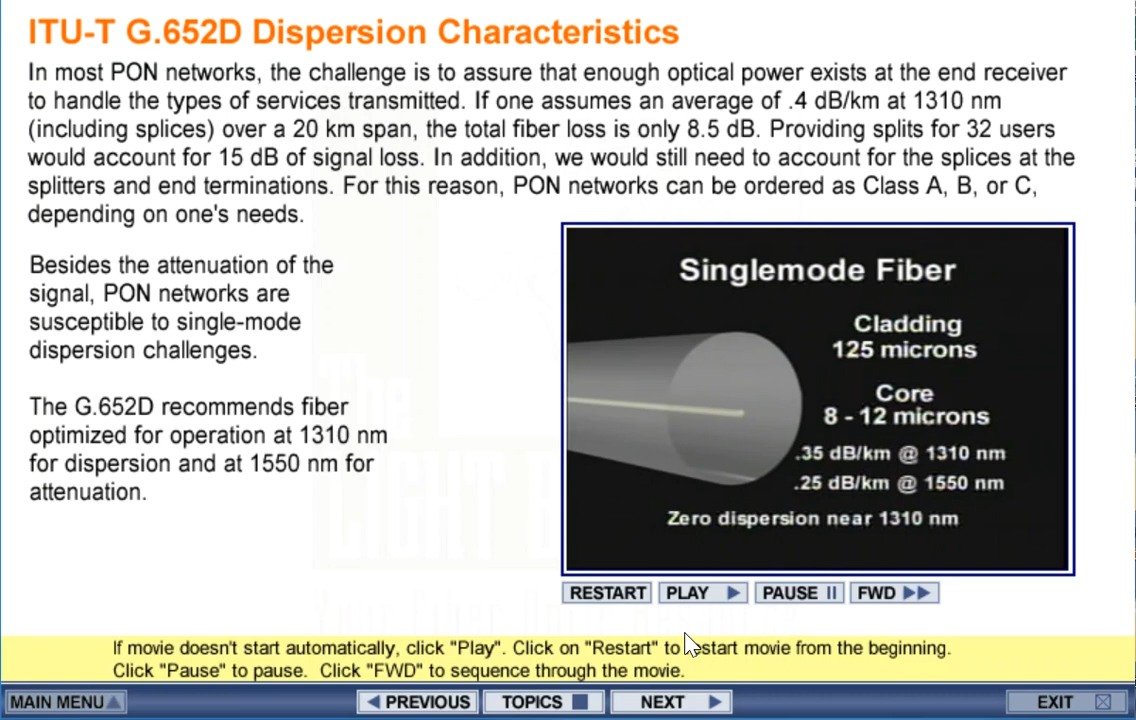 ITU-T G.652D Dispersion Characteristics
In most PON networks, the challenge is to assure that enough optical power exists at the end receiver
to handle the types of services transmitted. If one assumes an average of .4 dB/km at 1310 nm
(including splices) over a 20 km span, the total fiber loss is only 8.5 dB. Providing splits for 32 users
would account for 15 dB of signal loss. In addition, we would still need to account for the splices at the
splitters and end terminations. For this reason, PON networks can be ordered as Class A, B, or C,
depending on one's needs.
Besides the attenuation of the
signal, PON networks are
susceptible to single-mode
dispersion challenges.
The G.652D recommends fiber
optimized for operation at 1310 nm
for dispersion and at 1550 nm for
attenuation.
Singlemode Fiber
Cladding
125 microns
Core
8 - 12 microns
.35 dB/km @ 1310 nm
.25 dB/km @ 1550 nm
Zero dispersion near 1310 nm
RESTART PLAY PAUSE FWD
If movie doesn't start automatically, click "Play". Click on "Restart" to restart movie from the beginning.
Click "Pause" to pause. Click "FWD" to sequence through the movie.
MAIN MENU PREVIOUS TOPICS NEXT EXIT